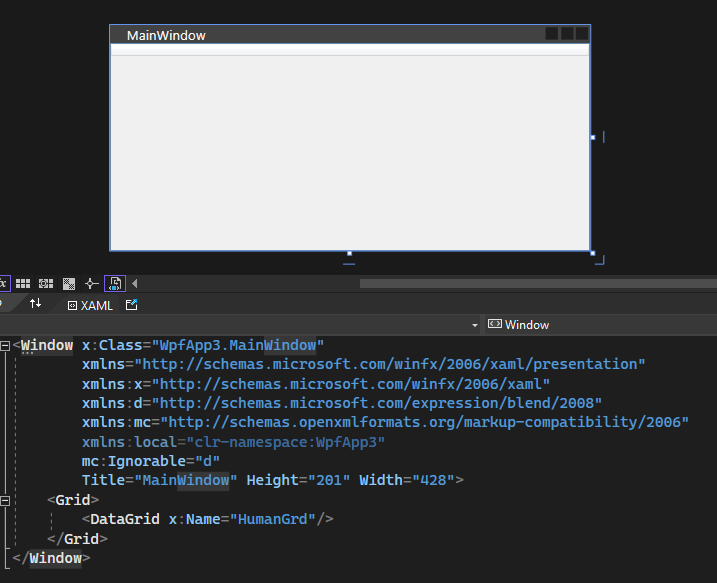 MainWindow
XAML
Window
<Window x:Class="WpfApp3.MainWindow"
xmlns="http://schemas.microsoft.com/winfx/2006/xaml/presentation"
xmlns:x="http://schemas.microsoft.com/winfx/2006/xaml"
xmlns:d="http://schemas.microsoft.com/expression/blend/2008"
xmlns:mc="http://schemas.openxmlformats.org/markup-compatibility/2006"
xmlns:local="clr-namespace:WpfApp3"
mc:Ignorable="d"
Title="MainWindow" Height="201" Width="428">
<Grid>
<DataGrid x:Name="HumanGrd"/>
</Grid>
</Window>